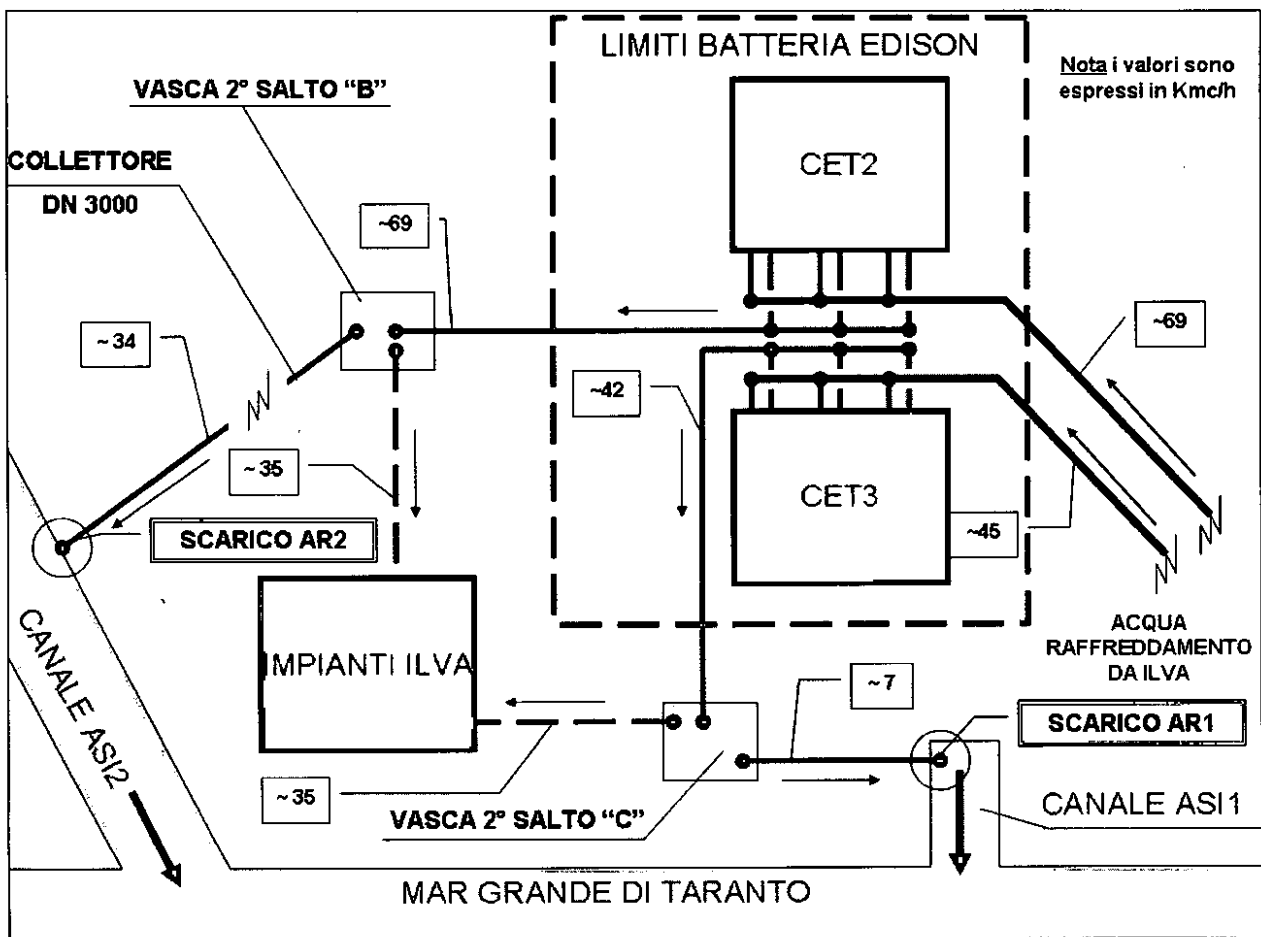 LIMITI BATTERIA EDISON
Nota i valori sono
espressi in Kmc/h
VASCA 2° SALTO “B”
COLLETTORE
DN 3000
CET2
~69
~34
~69
~42
~35
CET3
~45
SCARICO AR2
ACQUA
RAFFREDDAMENTO
DA ILVA
IMPIANTI ILVA
CANALE ASI2
~7
SCARICO AR1
~35
VASCA 2° SALTO “C”
CANALE ASI1
MAR GRANDE DI TARANTO